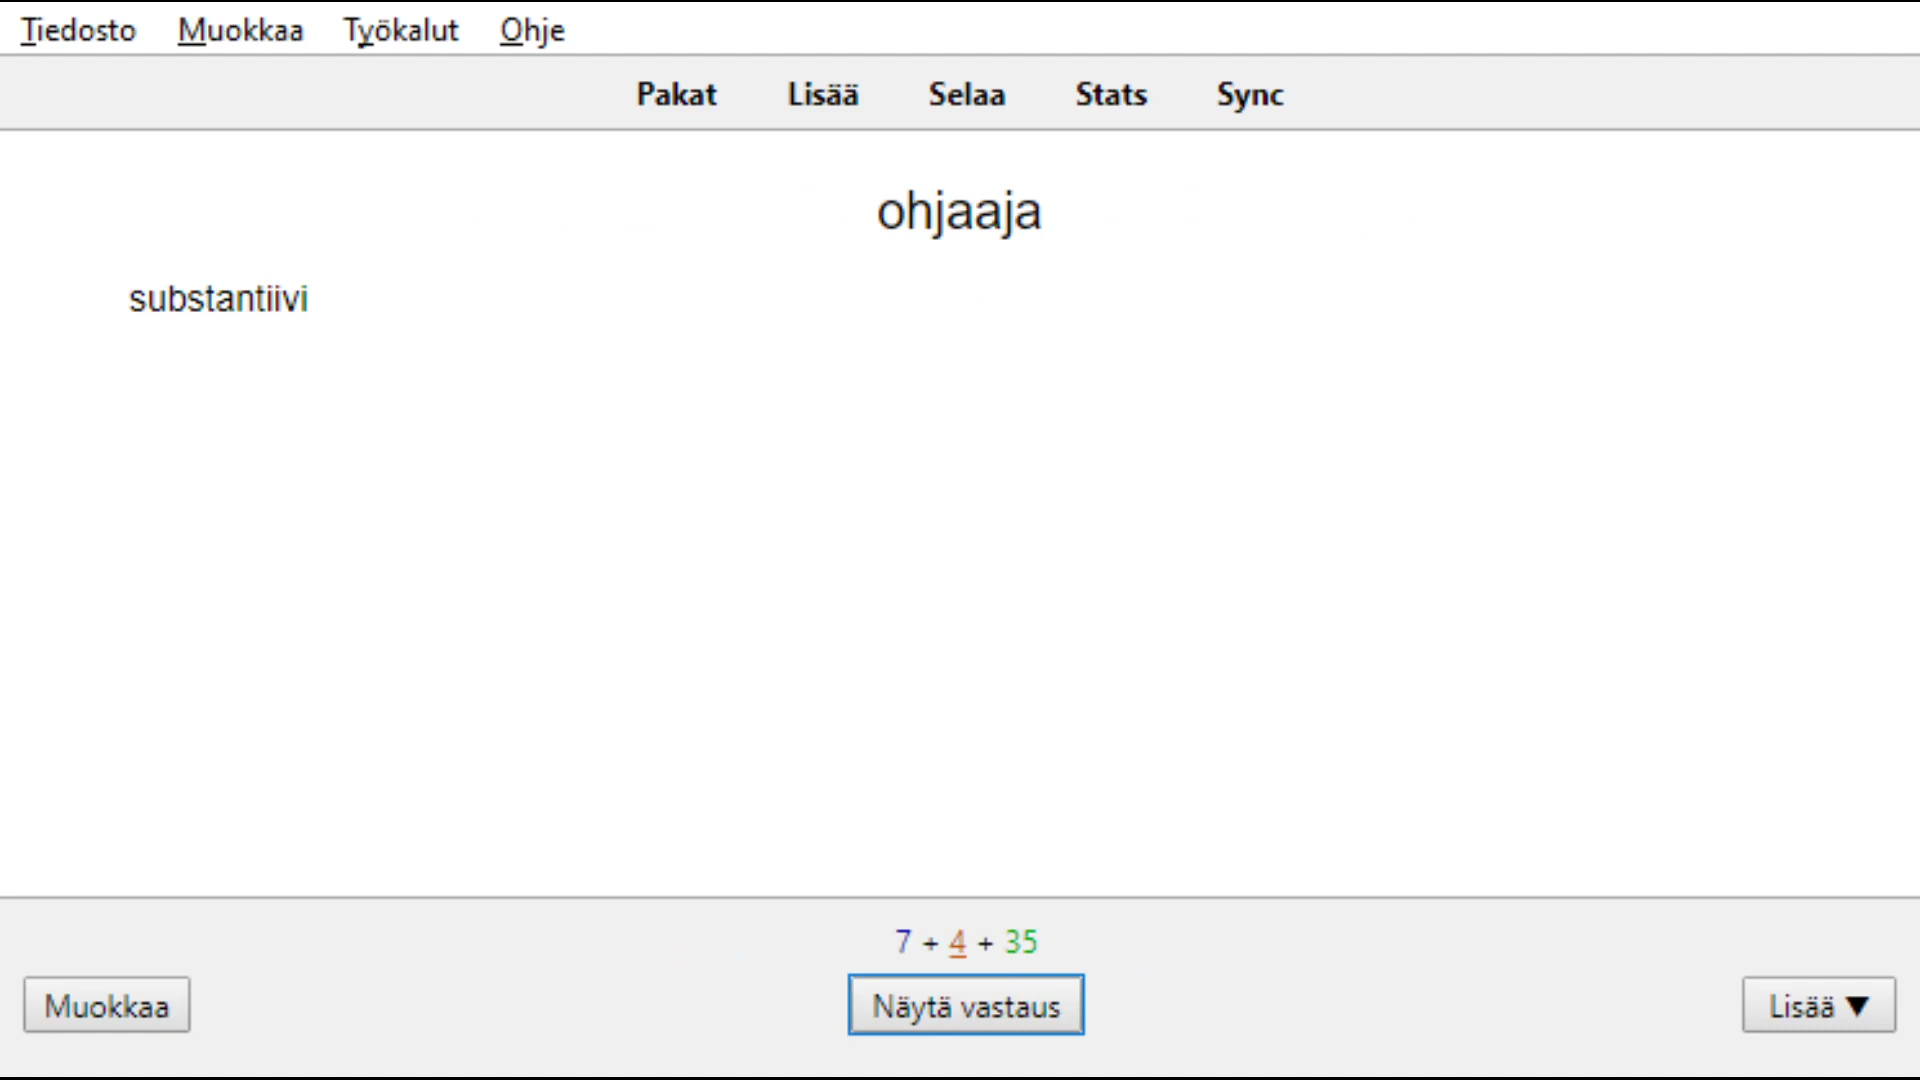 Tiedosto Muokkaa Työkalut Ohje
Pakat Lisää Selaa Stats Sync
ohjaaja
substantiivi
7 + 4 + 35
Muokkaa Näytä vastaus Lisää ▼